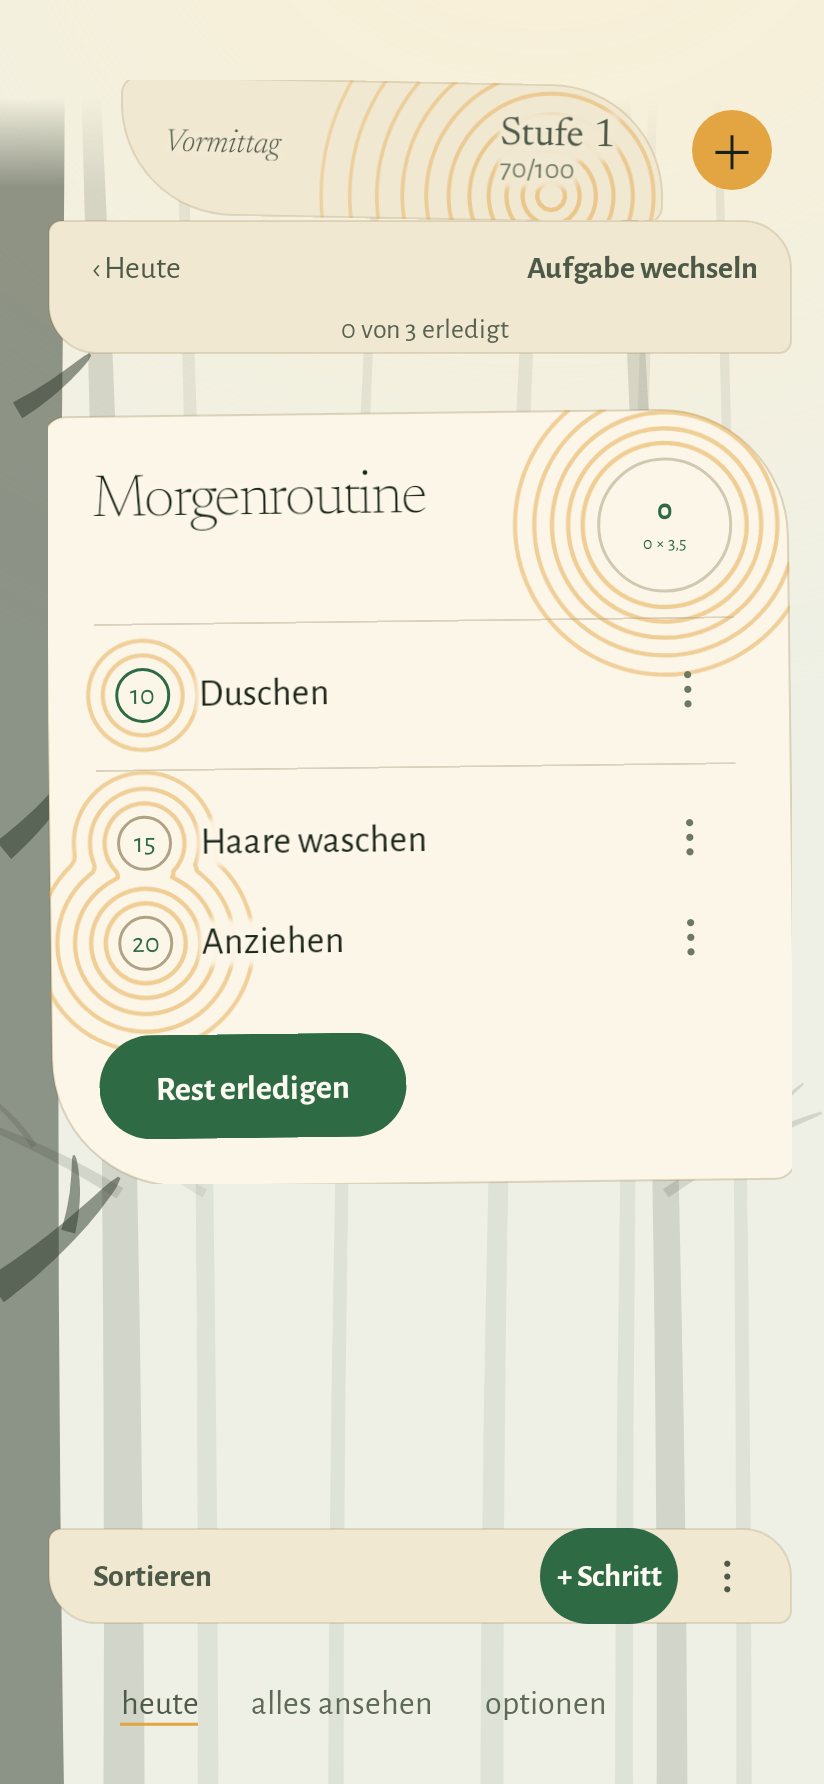 Vormittag
Stufe 1
70/100
+
‹ Heute
Aufgabe wechseln
0 von 3 erledigt
Morgenroutine
0
0 × 3,5
10 Duschen
15 Haare waschen
20 Anziehen
Rest erledigen
Sortieren
+ Schritt
heute
alles ansehen
optionen